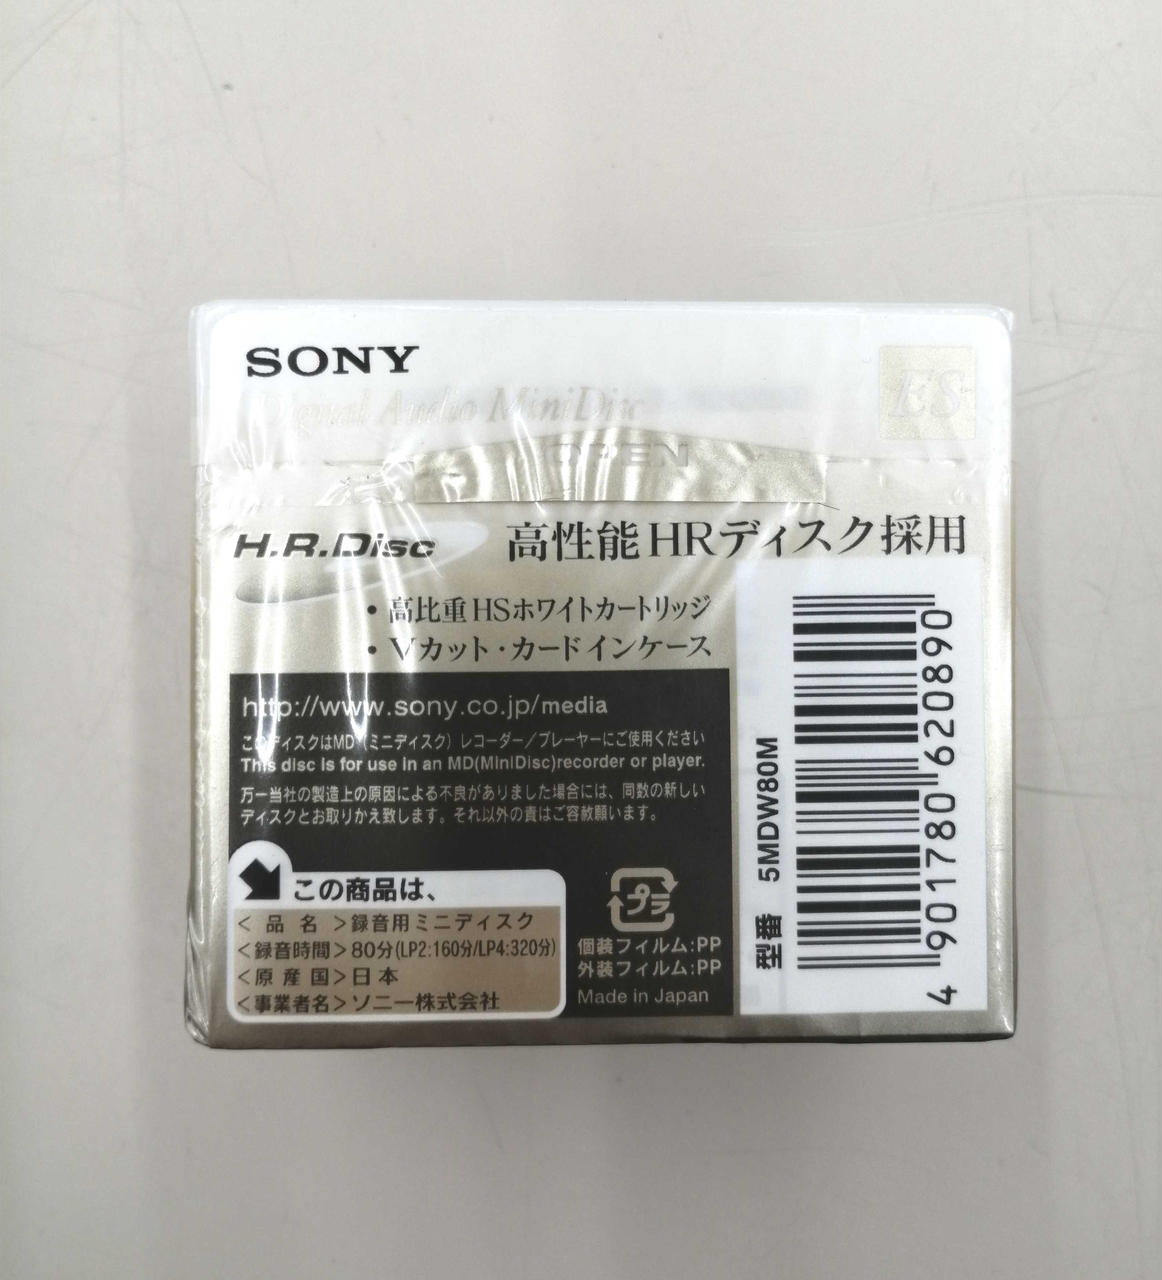 SONY
ES
Digital Audio MiniDisc
OPEN
H.R.Disc
高性能HRディスク採用
・高比重HSホワイトカートリッジ
・Vカット・カードインケース
http://www.sony.co.jp/media
このディスクはMD(ミニディスク)レコーダー/プレーヤーにご使用ください
This disc is for use in an MD(MiniDisc)recorder or player.
万一当社の製造上の原因による不良がありました場合には、同数の新しい
ディスクとお取りかえ致します。それ以外の責はご容赦願います。
この商品は、
<品名>録音用ミニディスク
<録音時間>80分(LP2:160分/LP4:320分)
<原産国>日本
<事業者名>ソニー株式会社
プラ
個装フィルム:PP
外装フィルム:PP
Made in Japan
型番 5MDW80M
4 901780 620890